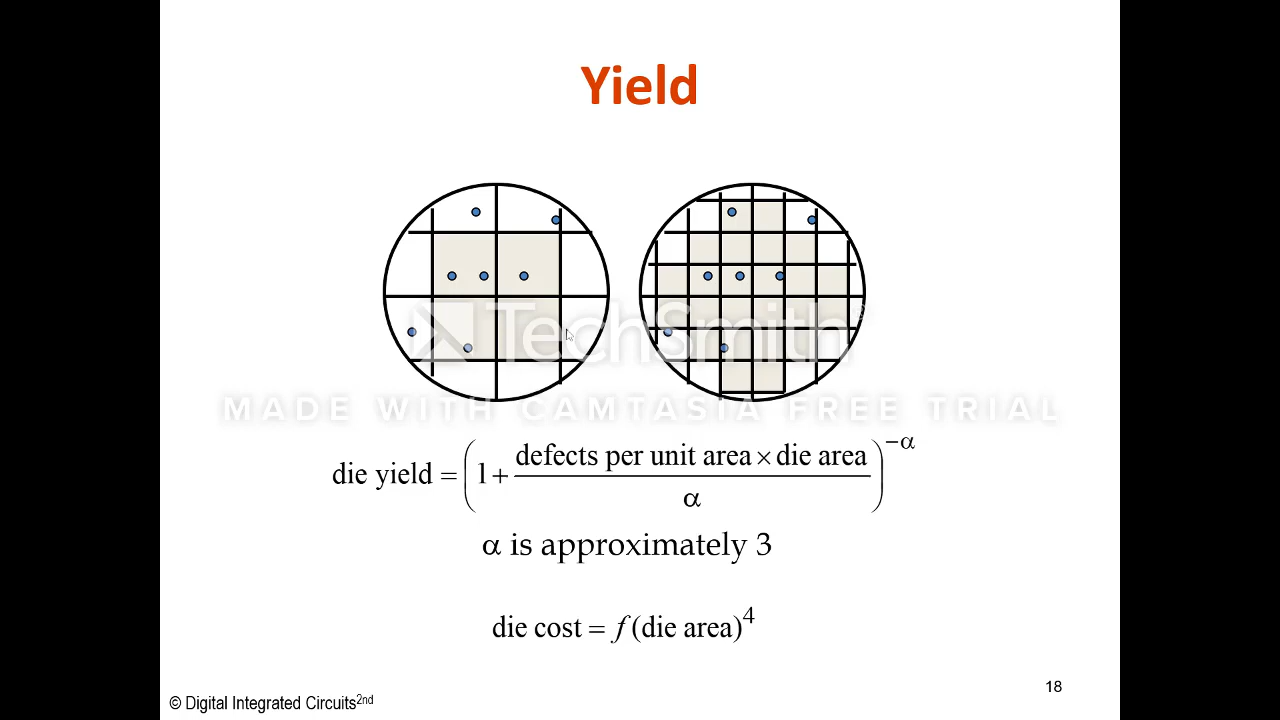 Yield
TechSmith®
MADE WITH CAMTASIA FREE TRIAL
die yield = (1 + defects per unit area × die area / α)^−α
α is approximately 3
die cost = f (die area)^4
18
© Digital Integrated Circuits2nd